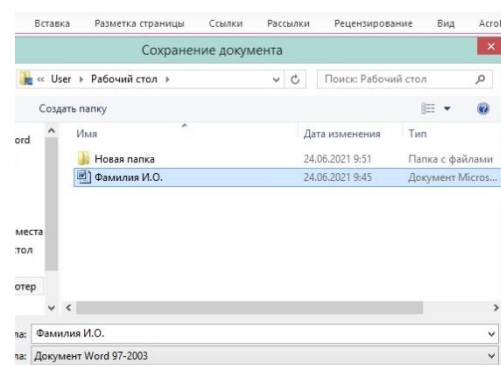 Вставка Разметка страницы Ссылки Рассылки Рецензирование Вид Acrol
Сохранение документа
« User Рабочий стол Поиск: Рабочий стол
Создать папку
Имя Дата изменения Тип
ord
Новая папка 24.06.2021 9:51 Папка с файлами
Фамилия И.О. 24.06.2021 9:45 Документ Micros...
места
тол
отер
на: Фамилия И.О.
па: Документ Word 97-2003